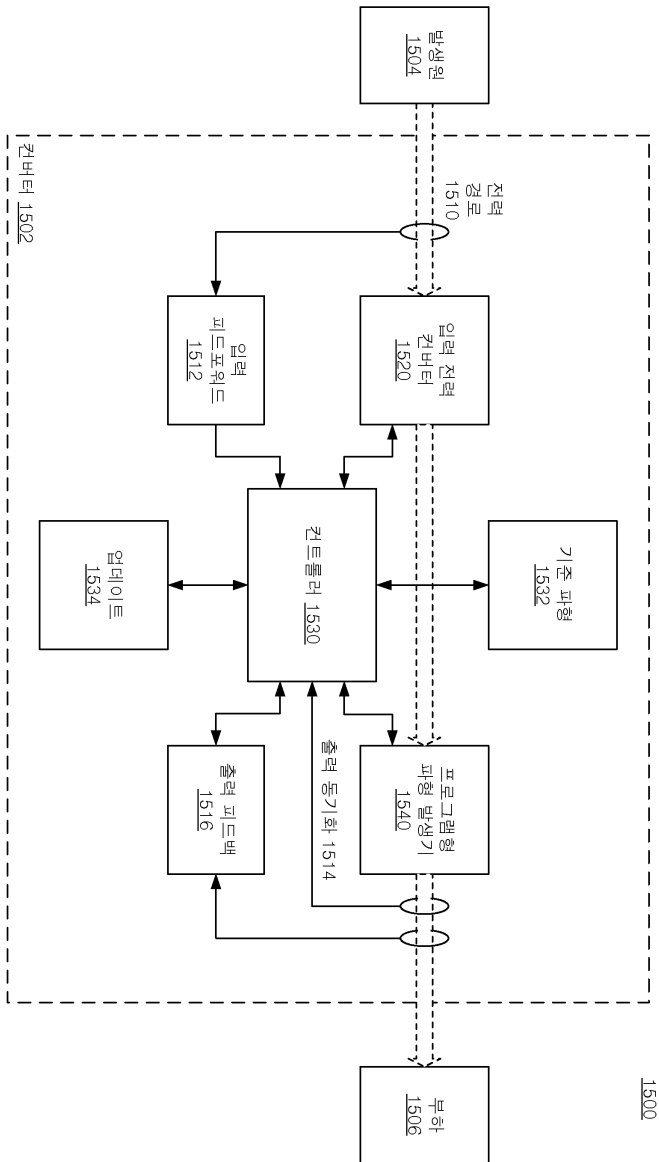 1500
발생원
1504
전력
경로
1510
입력 전력
컨버터
1520
기준 파형
1532
프로그램형
파형 발생기
1540
부하
1506
입력
피드포워드
1512
컨트롤러 1530
출력 동기화 1514
출력 피드백
1516
업데이트
1534
컨버터 1502